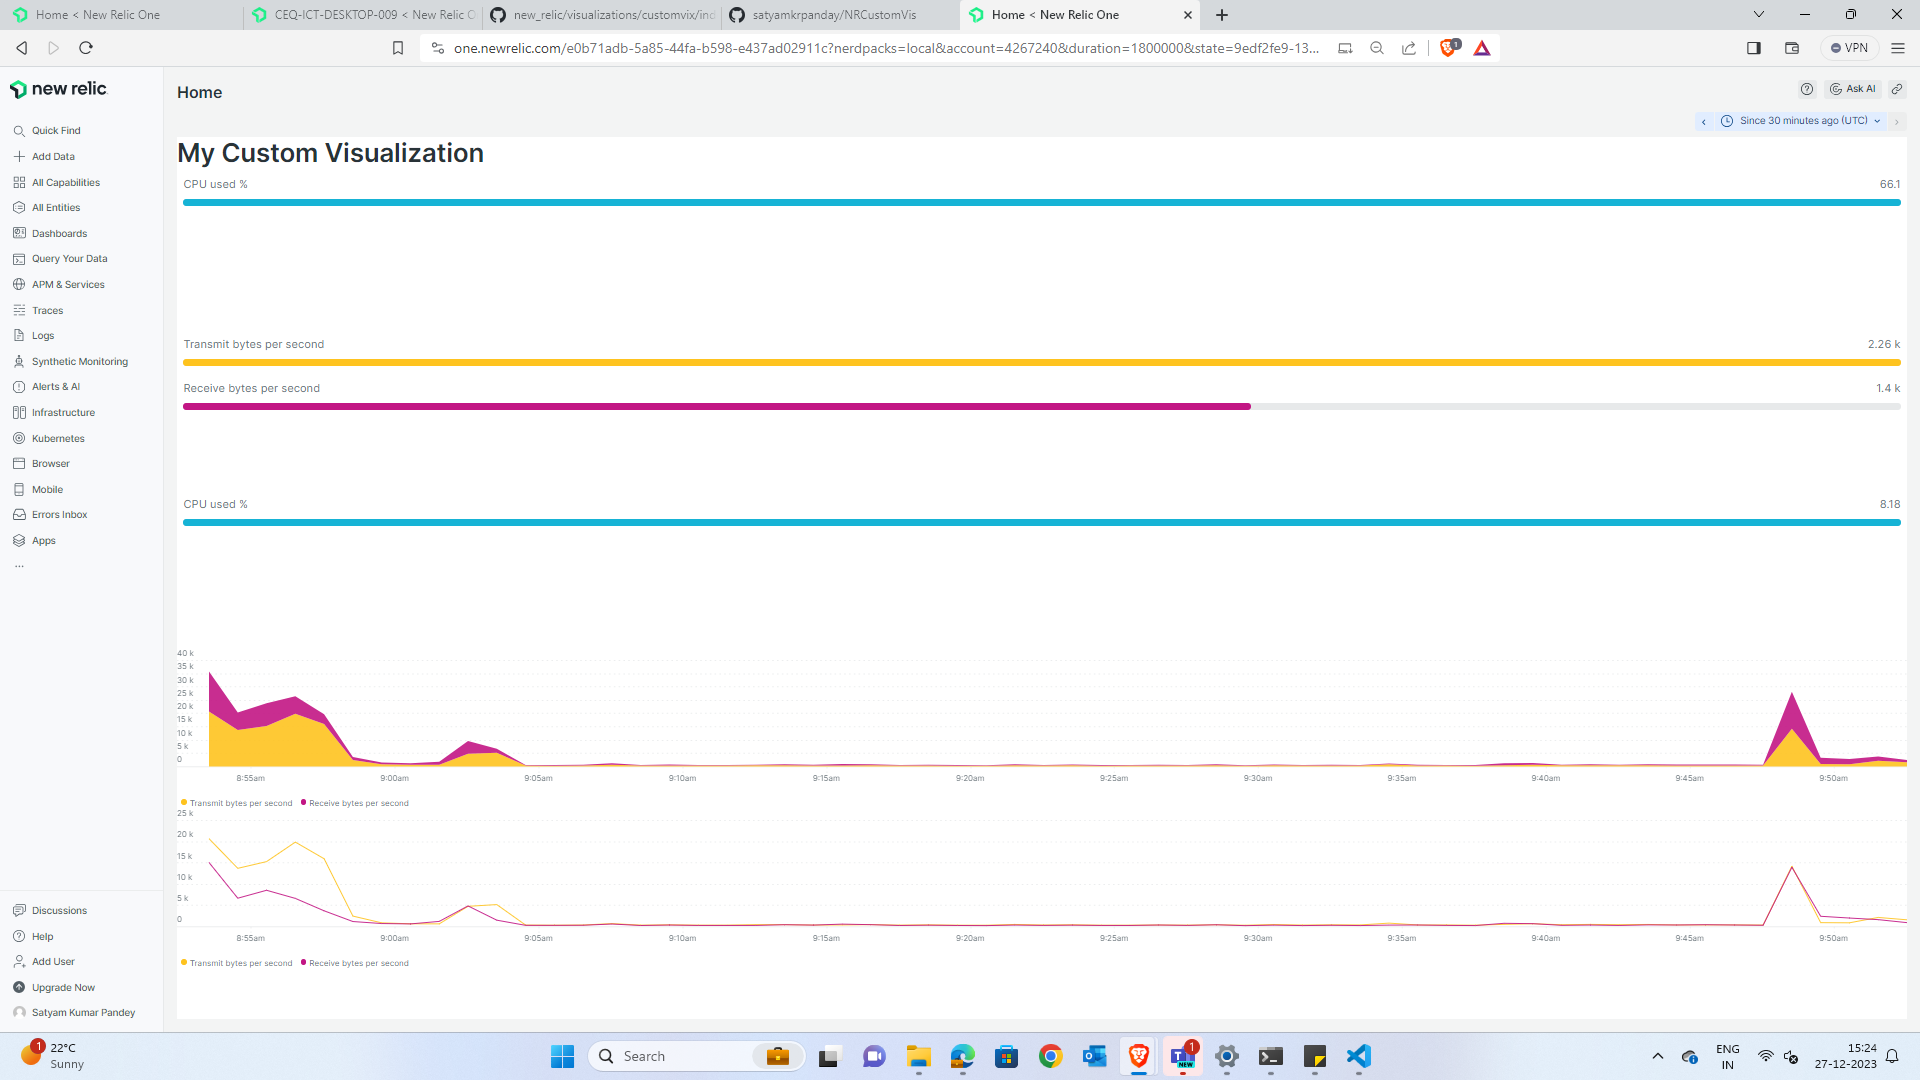 Home < New Relic One
CEQ-ICT-DESKTOP-009 < New Relic O
new_relic/visualizations/customvix/ind
satyamkrpanday/NRCustomVis
Home < New Relic One
one.newrelic.com/e0b71adb-5a85-44fa-b598-e437ad02911c?nerdpacks=local&account=4267240&duration=1800000&state=9edf2fe9-13...
1
VPN
new relic
Home
Ask AI
Since 30 minutes ago (UTC)
Quick Find
Add Data
All Capabilities
All Entities
Dashboards
Query Your Data
APM & Services
Traces
Logs
Synthetic Monitoring
Alerts & AI
Infrastructure
Kubernetes
Browser
Mobile
Errors Inbox
Apps
...
Discussions
Help
Add User
Upgrade Now
Satyam Kumar Pandey
My Custom Visualization
CPU used % 66.1
Transmit bytes per second 2.26 k
Receive bytes per second 1.4 k
CPU used % 8.18
40 k
35 k
30 k
25 k
20 k
15 k
10 k
5 k
0
8:55am 9:00am 9:05am 9:10am 9:15am 9:20am 9:25am 9:30am 9:35am 9:40am 9:45am 9:50am
Transmit bytes per second Receive bytes per second
25 k
20 k
15 k
10 k
5 k
0
8:55am 9:00am 9:05am 9:10am 9:15am 9:20am 9:25am 9:30am 9:35am 9:40am 9:45am 9:50am
Transmit bytes per second Receive bytes per second
1
22°C
Sunny
Search
1
NEW
ENG
IN
15:24
27-12-2023